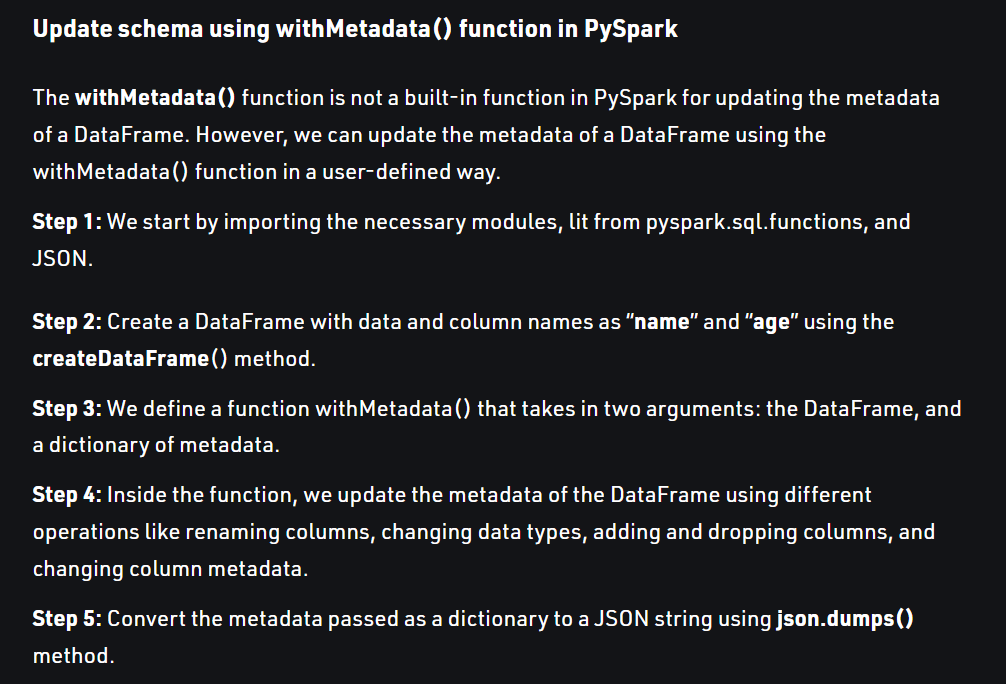 Update schema using withMetadata() function in PySpark
The withMetadata() function is not a built-in function in PySpark for updating the metadata
of a DataFrame. However, we can update the metadata of a DataFrame using the
withMetadata() function in a user-defined way.
Step 1: We start by importing the necessary modules, lit from pyspark.sql.functions, and
JSON.
Step 2: Create a DataFrame with data and column names as “name” and “age” using the
createDataFrame() method.
Step 3: We define a function withMetadata() that takes in two arguments: the DataFrame, and
a dictionary of metadata.
Step 4: Inside the function, we update the metadata of the DataFrame using different
operations like renaming columns, changing data types, adding and dropping columns, and
changing column metadata.
Step 5: Convert the metadata passed as a dictionary to a JSON string using json.dumps()
method.